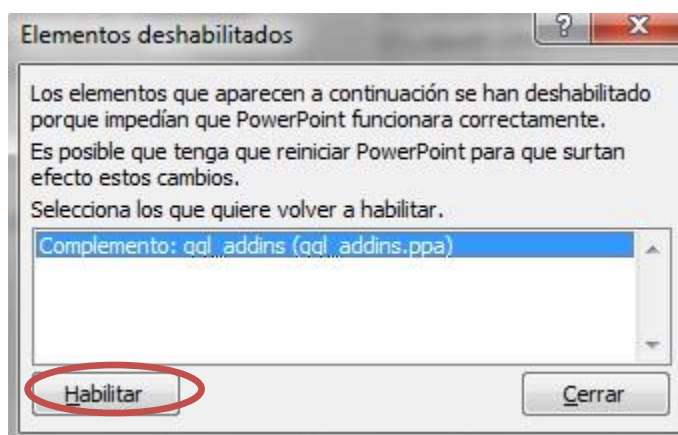 Elementos deshabilitados
?
X
Los elementos que aparecen a continuación se han deshabilitado
porque impedían que PowerPoint funcionara correctamente.
Es posible que tenga que reiniciar PowerPoint para que surtan
efecto estos cambios.
Selecciona los que quiere volver a habilitar.
Complemento: qql_addins (qql_addins.ppa)
Habilitar
Cerrar